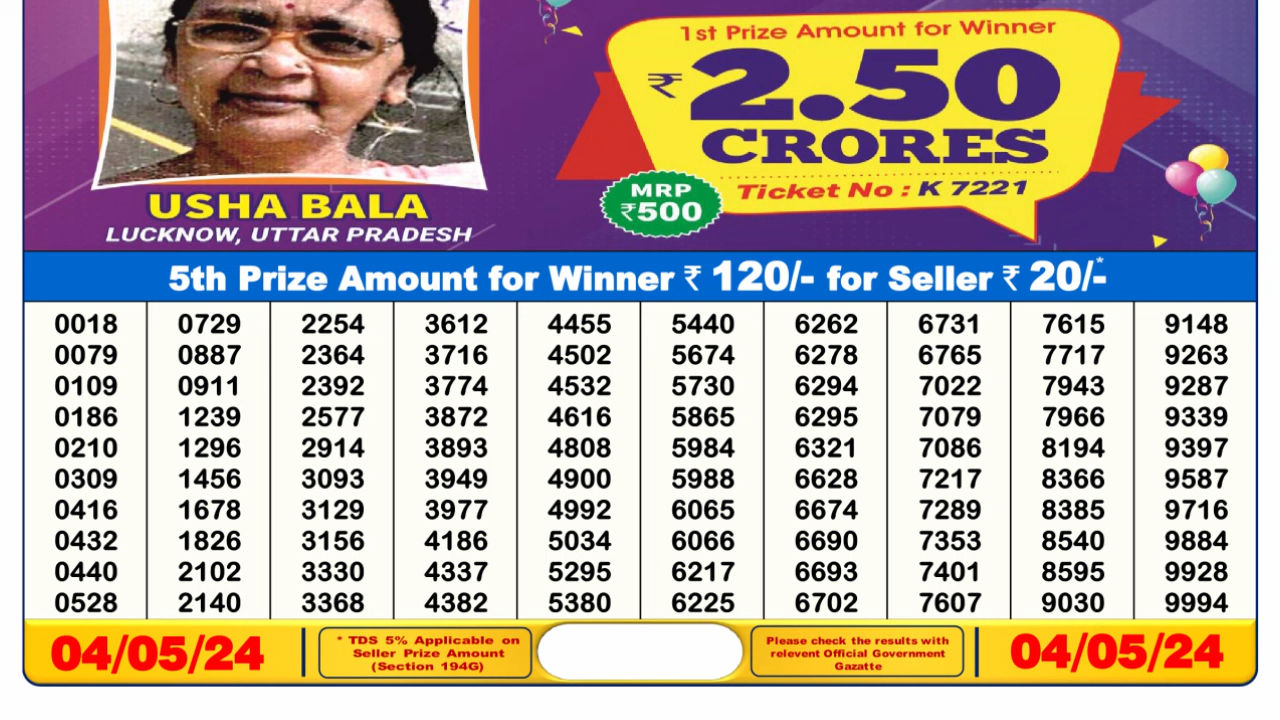 1st Prize Amount for Winner
₹2.50
CRORES
Ticket No : K 7221
MRP
₹500
USHA BALA
LUCKNOW, UTTAR PRADESH
5th Prize Amount for Winner ₹ 120/- for Seller ₹ 20/-*
0018 0729 2254 3612 4455 5440 6262 6731 7615 9148
0079 0887 2364 3716 4502 5674 6278 6765 7717 9263
0109 0911 2392 3774 4532 5730 6294 7022 7943 9287
0186 1239 2577 3872 4616 5865 6295 7079 7966 9339
0210 1296 2914 3893 4808 5984 6321 7086 8194 9397
0309 1456 3093 3949 4900 5988 6628 7217 8366 9587
0416 1678 3129 3977 4992 6065 6674 7289 8385 9716
0432 1826 3156 4186 5034 6066 6690 7353 8540 9884
0440 2102 3330 4337 5295 6217 6693 7401 8595 9928
0528 2140 3368 4382 5380 6225 6702 7607 9030 9994
04/05/24
* TDS 5% Applicable on
Seller Prize Amount
(Section 194G)
Please check the results with
relevent Official Government
Gazatte
04/05/24